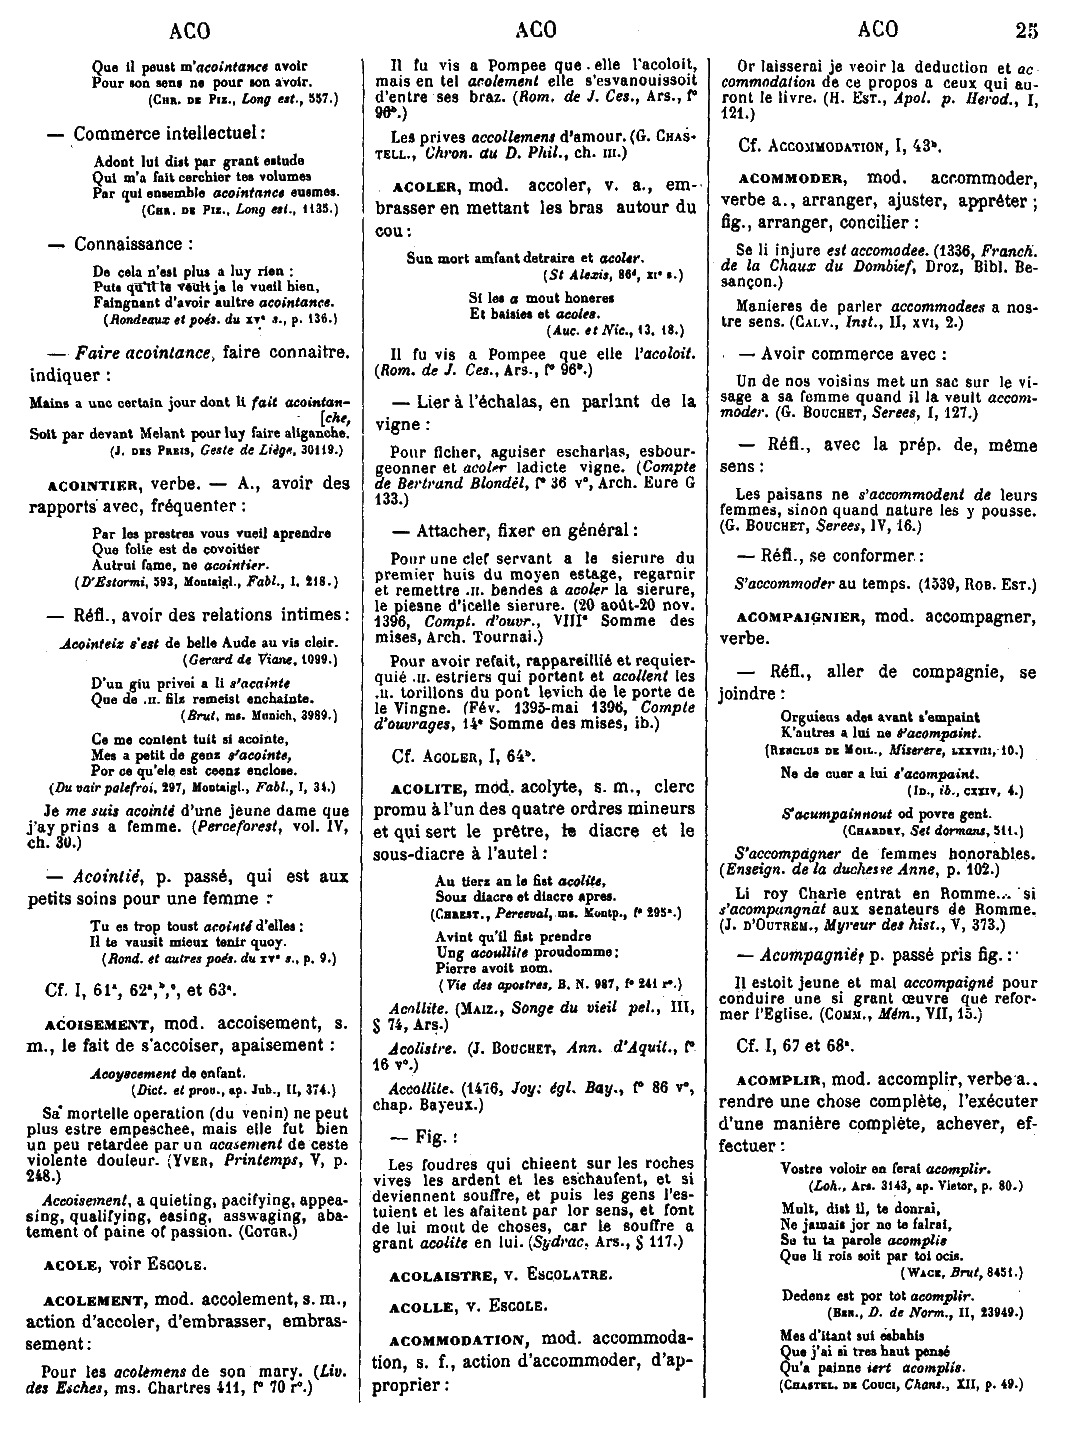 ACO
ACO
ACO
25
Que il peust m'acointance avoir
Pour son sens ne pour son avoir.
(CHR. DE PIZ., Long est., 557.)
— Commerce intellectuel :
Adont lui dist par grant estude
Qui m'a fait cerchier tes volumes
Par qui ensemble acointance eusmes.
(CHR. DE PIZ., Long est., 1135.)
— Connaissance :
De cela n'est plus a luy rien :
Puis qu'il te veult je le vueil bien,
Faingnant d'avoir aultre acointance.
(Rondeaux et poés. du XVe s., p. 136.)
— Faire acointance, faire connaitre,
indiquer :
Mains a une certain jour dont li fait acointan-
[che,
Soit par devant Melant pour luy faire aliganche.
(J. DES PREIS, Geste de Liége, 30119.)
ACOINTIER, verbe. — A., avoir des
rapports avec, fréquenter :
Par les prestres vous vueil aprendre
Que folie est de covoitier
Autrui fame, ne acointier.
(D'Estormi, 593, Montaigl., Fabl., I, 218.)
— Réfl., avoir des relations intimes :
Acointeiz s'est de belle Aude au vis cleir.
(Gerard de Viane, 1099.)
D'un giu privei a li s'acainte
Que de .II. filz remeist enchainte.
(Brut, ms. Munich, 3989.)
Ce me content tuit si acointe,
Mes a petit de genz s'acointe,
Por ce qu'ele est ceenz enclose.
(Du vair palefroi, 297, Montaigl., Fabl., I, 34.)
Je me suis acointé d'une jeune dame que
j'ay prins a femme. (Perceforest, vol. IV,
ch. 30.)
— Acointié, p. passé, qui est aux
petits soins pour une femme :
Tu es trop toust acointé d'elles :
Il te vausit mieux tenir quoy.
(Rond. et autres poés. du XVe s., p. 9.)
Cf. I, 61a, 62a,b,c, et 63a.
ACOISEMENT, mod. accoisement, s.
m., le fait de s'accoiser, apaisement :
Acoyscement de enfant.
(Dict. et prov., ap. Jub., II, 374.)
Sa mortelle operation (du venin) ne peut
plus estre empeschee, mais elle fut bien
un peu retardee par un acasement de ceste
violente douleur. (YVER, Printemps, V, p.
248.)
Accoisement, a quieting, pacifying, appea-
sing, qualifying, easing, asswaging, aba-
tement of paine of passion. (COTGR.)
ACOLE, voir ESCOLE.
ACOLEMENT, mod. accolement, s. m.,
action d'accoler, d'embrasser, embras-
sement :
Pour les acolemens de son mary. (Liv.
des Esches, ms. Chartres 411, f° 70 r°.)
Il fu vis a Pompee que elle l'acoloit,
mais en tel acolement elle s'esvanouissoit
d'entre ses braz. (Rom. de J. Ces., Ars., f°
96b.)
Les prives accollemens d'amour. (G. CHAS-
TELL., Chron. du D. Phil., ch. III.)
ACOLER, mod. accoler, v. a., em-
brasser en mettant les bras autour du
cou :
Sun mort amfant detraire et acoler.
(St Alexis, 86d, XIe s.)
Si les a mout honeres
Et baisies et acoles.
(Auc. et Nic., 13, 18.)
Il fu vis a Pompee que elle l'acoloit.
(Rom. de J. Ces., Ars., f° 96b.)
— Lier à l'échalas, en parlant de la
vigne :
Pour ficher, aguiser escharlas, esbour-
geonner et acoler ladicte vigne. (Compte
de Bertrand Blondél, f° 36 v°, Arch. Eure G
133.)
— Attacher, fixer en général :
Pour une clef servant a le sierure du
premier huis du moyen estage, regarnir
et remettre .II. bendes a acoler la sierure,
le piesne d'icelle sierure. (20 août-20 nov.
1396, Compt. d'ouvr., VIIIe Somme des
mises, Arch. Tournai.)
Pour avoir refait, rappareillié et requier-
quié .II. estriers qui portent et acollent les
.II. torillons du pont levich de le porte de
le Vingne. (Fév. 1395-mai 1396, Compte
d'ouvrages, 14e Somme des mises, ib.)
Cf. ACOLER, I, 64b.
ACOLITE, mod. acolyte, s. m., clerc
promu à l'un des quatre ordres mineurs
et qui sert le prêtre, le diacre et le
sous-diacre à l'autel :
Au tierz an le fist acolite,
Souz diacre et diacre apres.
(CHREST., Perceval, ms. Montp., f° 295a.)
Avint qu'il fist prendre
Ung acoullite proudomme ;
Pierre avoit nom.
(Vie des apostres, B. N. 987, f° 241 r°.)
Acollite. (MAIZ., Songe du vieil pel., III,
§ 74, Ars.)
Acolistre. (J. BOUCHET, Ann. d'Aquit., f°
16 v°.)
Accollite. (1476, Joy. égl. Bay., f° 86 v°,
chap. Bayeux.)
— Fig. :
Les foudres qui chieent sur les roches
vives les ardent et les eschaufent, et si
deviennent souffre, et puis les gens l'es-
tuient et les afaitent par lor sens, et font
de lui mout de choses, car le souffre a
grant acolite en lui. (Sydrac, Ars., § 117.)
ACOLAISTRE, v. ESCOLATRE.
ACOLLE, v. ESCOLE.
ACOMMODATION, mod. accommoda-
tion, s. f., action d'accommoder, d'ap-
proprier :
Or laisserai je veoir la deduction et ac
commodation de ce propos a ceux qui au-
ront le livre. (H. EST., Apol. p. Herod., I,
121.)
Cf. ACCOMMODATION, I, 43b.
ACOMMODER, mod. accommoder,
verbe a., arranger, ajuster, apprêter ;
fig., arranger, concilier :
Se li injure est accomodee. (1336, Franch.
de la Chaux du Dombief, Droz, Bibl. Be-
sançon.)
Manieres de parler accommodees a nos-
tre sens. (CALV., Inst., II, XVI, 2.)
— Avoir commerce avec :
Un de nos voisins met un sac sur le vi-
sage a sa femme quand il la veult accom-
moder. (G. BOUCHET, Serees, I, 127.)
— Réfl., avec la prép. de, même
sens :
Les paisans ne s'accommodent de leurs
femmes, sinon quand nature les y pousse.
(G. BOUCHET, Serees, IV, 16.)
— Réfl., se conformer :
S'accommoder au temps. (1539, ROB. EST.)
ACOMPAIGNIER, mod. accompagner,
verbe.
— Réfl., aller de compagnie, se
joindre :
Orguieus ades avant s'empaint
K'autres a lui ne s'acompaint.
(RENCLUS DE MOIL., Miserere, LXXVIII, 10.)
Ne de cuer a lui s'acompaint.
(ID., ib., CXXIV, 4.)
S'acumpainnout od povre gent.
(CHARDRY, Set dormans, 511.)
S'accompagner de femmes honorables.
(Enseign. de la duchesse Anne, p. 102.)
Li roy Charle entrat en Romme... si
s'acompangnat aux senateurs de Romme.
(J. D'OUTREM., Myreur des hist., V, 373.)
— Acompagnié, p. passé pris fig. :
Il estoit jeune et mal accompaigné pour
conduire une si grant œuvre que refor-
mer l'Eglise. (COMM., Mém., VII, 15.)
Cf. I, 67 et 68a.
ACOMPLIR, mod. accomplir, verbe a.,
rendre une chose complète, l'exécuter
d'une manière complète, achever, ef-
fectuer :
Vostre voloir en ferai acomplir.
(Loh., Ars. 3143, ap. Vietor, p. 80.)
Mult, dist il, te donrai,
Ne jamais jor no te falrai,
Se tu ta parole acomplis
Que li rois soit par toi ocis.
(WACE, Brut, 8451.)
Dedenz est por tot acomplir.
(BEN., D. de Norm., II, 23949.)
Mes d'itant sui esbahis
Que j'ai si tres haut pensé
Qu'a painne iert acomplis.
(CHASTEL. DE COUCI, Chans., XII, p. 49.)